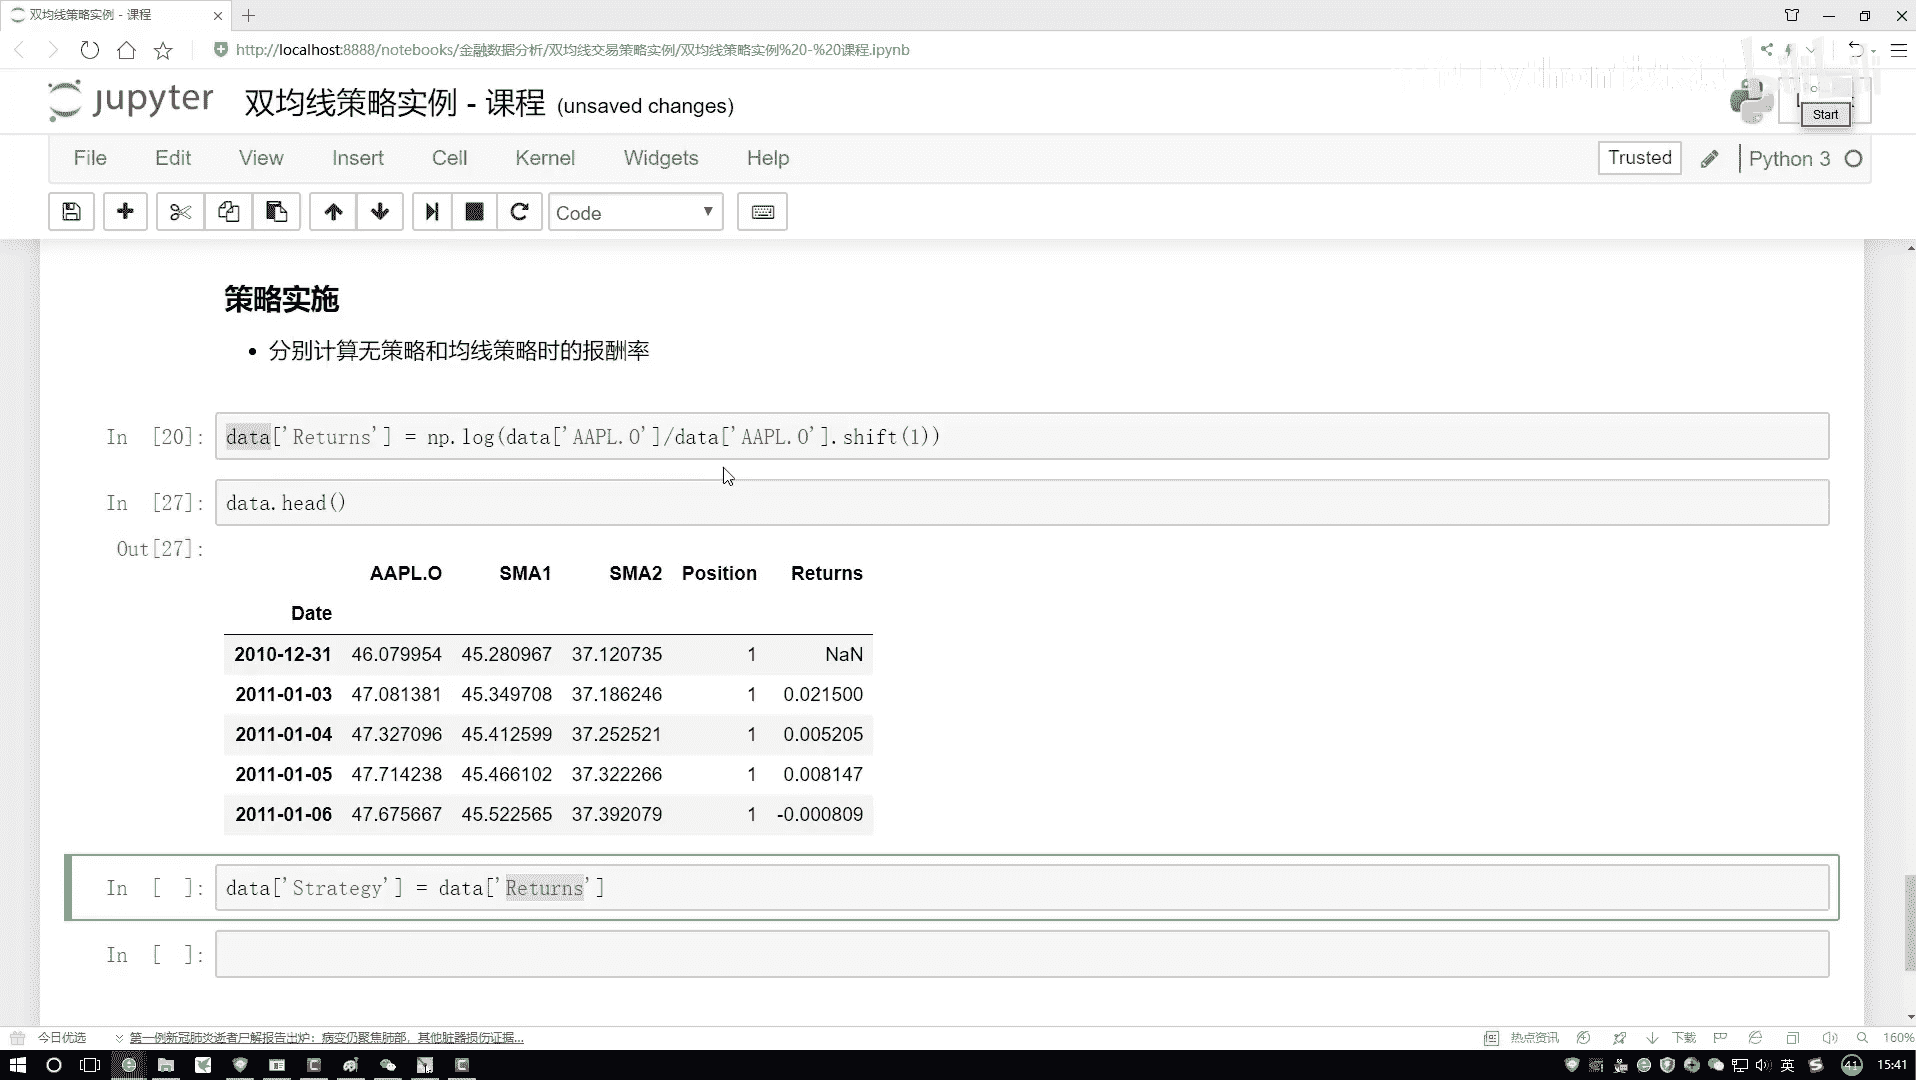 双均线策略实例 - 课程
http://localhost:8888/notebooks/金融数据分析/双均线交易策略实例/双均线策略实例%20-%20课程.ipynb
jupyter 双均线策略实例 - 课程 (unsaved changes)
Start
File Edit View Insert Cell Kernel Widgets Help Trusted Python 3
Code
策略实施
• 分别计算无策略和均线策略时的报酬率
In [20]: data['Returns'] = np.log(data['AAPL.O']/data['AAPL.O'].shift(1))
In [27]: data.head()
Out[27]:
AAPL.O SMA1 SMA2 Position Returns
Date
2010-12-31 46.079954 45.280967 37.120735 1 NaN
2011-01-03 47.081381 45.349708 37.186246 1 0.021500
2011-01-04 47.327096 45.412599 37.252521 1 0.005205
2011-01-05 47.714238 45.466102 37.322266 1 0.008147
2011-01-06 47.675667 45.522565 37.392079 1 -0.000809
In [ ]: data['Strategy'] = data['Returns']
In [ ]:
今日优选 第一例新冠肺炎逝者尸解报告出炉：病变仍聚焦肺部，其他脏器损伤证据... 热点资讯 下载 160%
英 41 15:41